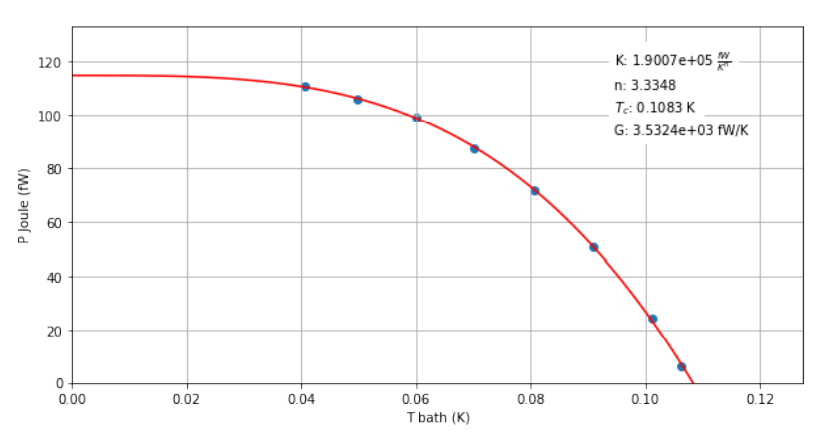 K: 1.9007e+05 fW/K^n
n: 3.3348
T_c: 0.1083 K
G: 3.5324e+03 fW/K
P Joule (fW)
120
100
80
60
40
20
0
0.00 0.02 0.04 0.06 0.08 0.10 0.12
T bath (K)